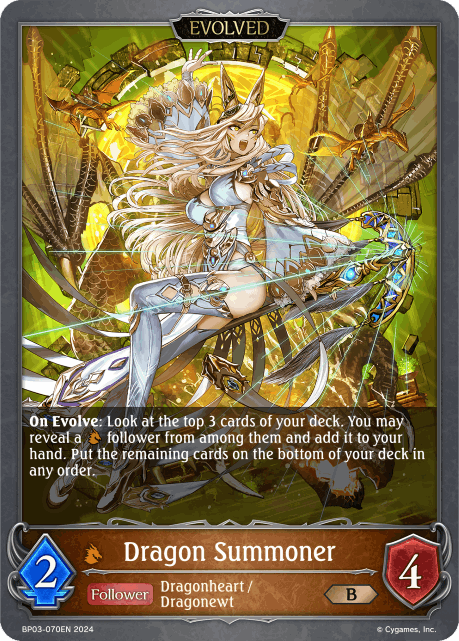 EVOLVED
On Evolve: Look at the top 3 cards of your deck. You may
reveal a follower from among them and add it to your
hand. Put the remaining cards on the bottom of your deck in
any order.
Dragon Summoner
2
Follower
Dragonheart /
Dragonewt
B
4
BP03-070EN 2024
© Cygames, Inc.